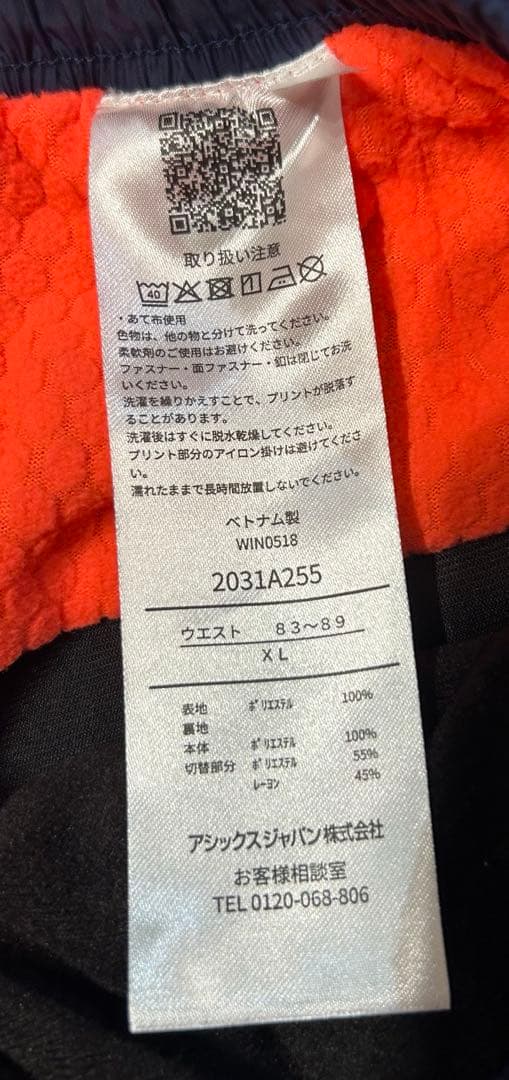 取り扱い注意
40
・あて布使用
色物は、他の物と分けて洗ってください。
柔軟剤のご使用はお避けください。
ファスナー・面ファスナー・釦は閉じてお洗
いください。
洗濯を繰りかえすことで、プリントが脱落す
ることがあります。
洗濯後はすぐに脱水乾燥してください。
プリント部分のアイロン掛けは避けてくださ
い。
濡れたままで長時間放置しないでください。
ベトナム製
WIN0518
2031A255
ウエスト 83～89
XL
表地 ポリエステル 100%
裏地
本体 ポリエステル 100%
切替部分 ポリエステル 55%
レーヨン 45%
アシックスジャパン株式会社
お客様相談室
TEL 0120-068-806